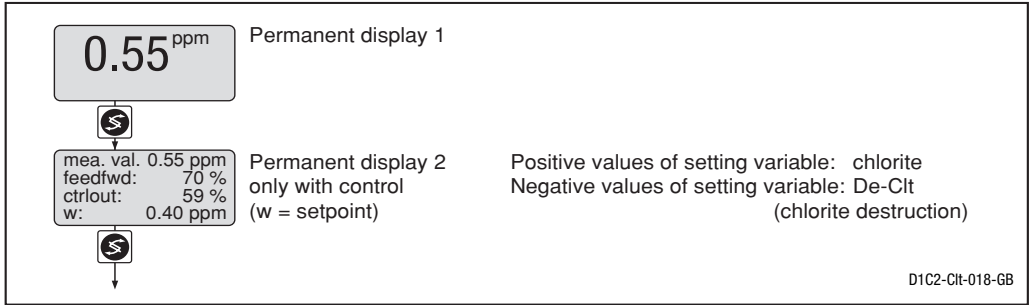 0.55 ppm
Permanent display 1
mea. val. 0.55 ppm
feedfwd: 70 %
ctrlout: 59 %
w: 0.40 ppm
Permanent display 2
only with control
(w = setpoint)
Positive values of setting variable: chlorite
Negative values of setting variable: De-Clt
(chlorite destruction)
D1C2-Clt-018-GB